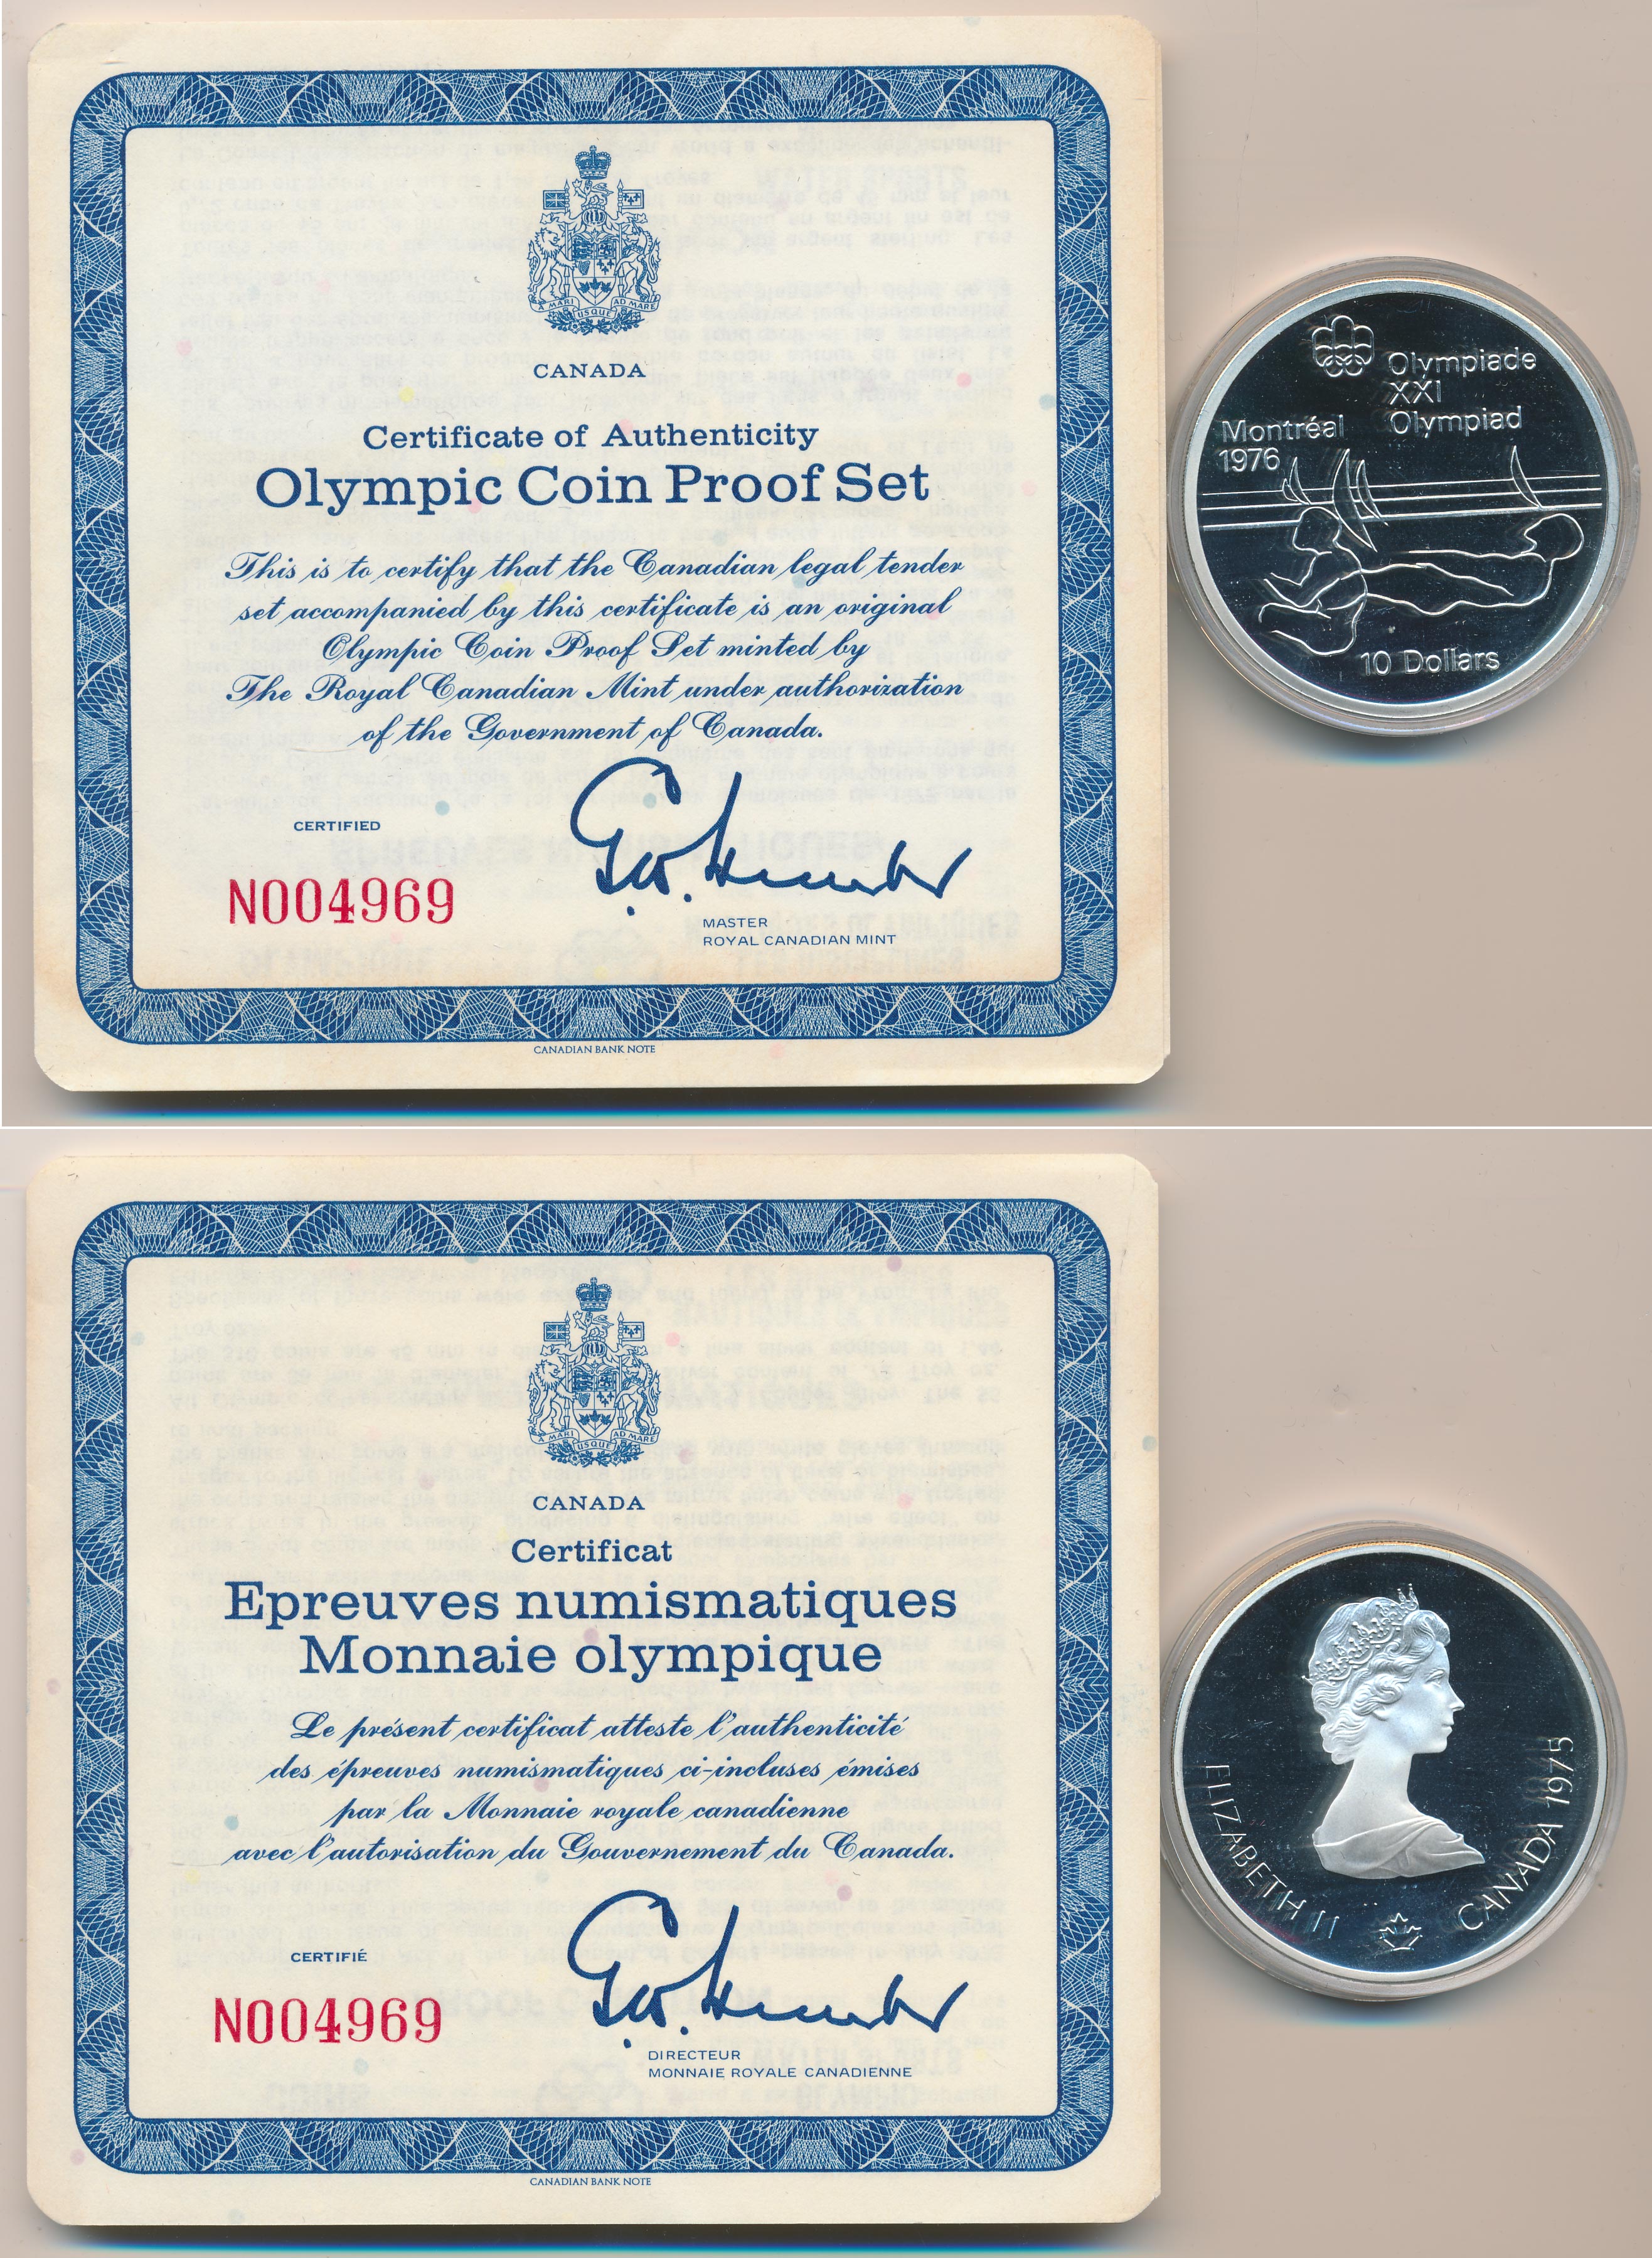 A MARI USQUE AD MARE
CANADA
Certificate of Authenticity
Olympic Coin Proof Set
This is to certify that the Canadian legal tender
set accompanied by this certificate is an original
Olympic Coin Proof Set minted by
The Royal Canadian Mint under authorization
of the Government of Canada.
CERTIFIED
N004969
MASTER
ROYAL CANADIAN MINT
CANADIAN BANK NOTE
Olympiade
XXI
Olympiad
Montréal
1976
10 Dollars
A MARI USQUE AD MARE
CANADA
Certificat
Epreuves numismatiques
Monnaie olympique
Le présent certificat atteste l'authenticité
des épreuves numismatiques ci-incluses émises
par la Monnaie royale canadienne
avec l'autorisation du Gouvernement du Canada.
CERTIFIÉ
N004969
DIRECTEUR
MONNAIE ROYALE CANADIENNE
CANADIAN BANK NOTE
ELIZABETH II
CANADA 1975